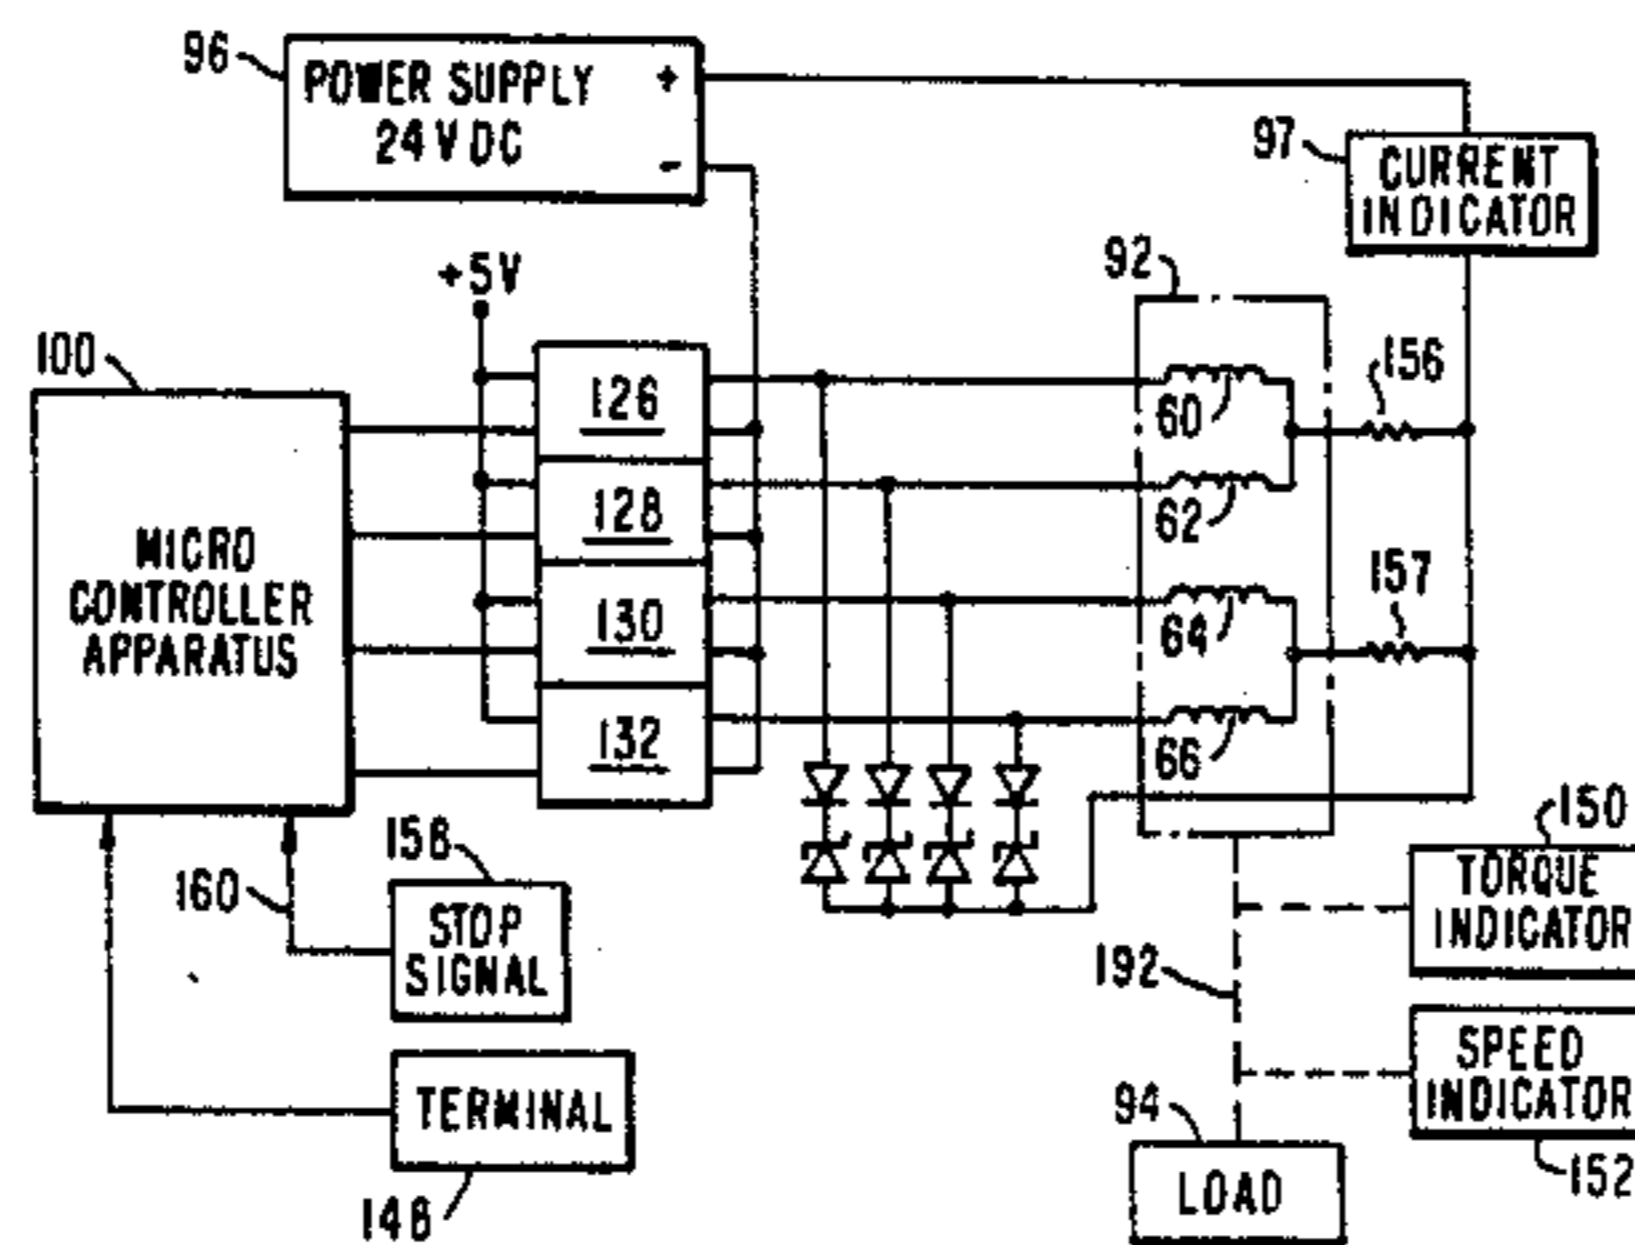 96
POWER SUPPLY +
24 V DC
-
97
CURRENT
INDICATOR
92
+5V
100
126
60
156
128
62
MICRO
CONTROLLER
APPARATUS
130
64
157
132
66
158
150
160
STOP
SIGNAL
TORQUE
INDICATOR
192
SPEED
INDICATOR
TERMINAL
94
152
148
LOAD